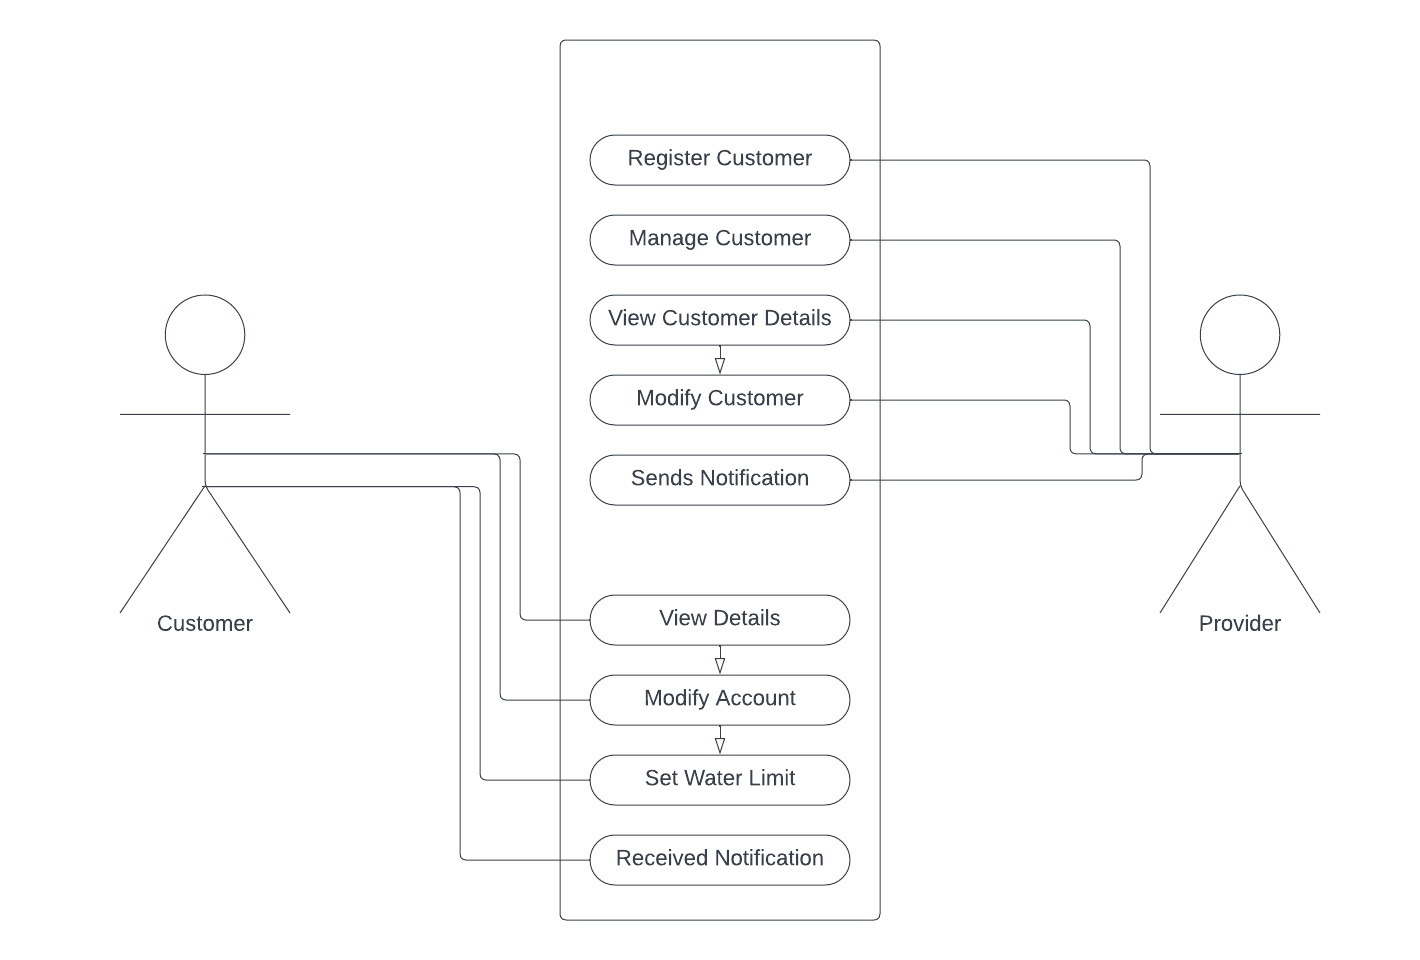 Register Customer
Manage Customer
View Customer Details
Modify Customer
Sends Notification
Customer
Provider
View Details
Modify Account
Set Water Limit
Received Notification